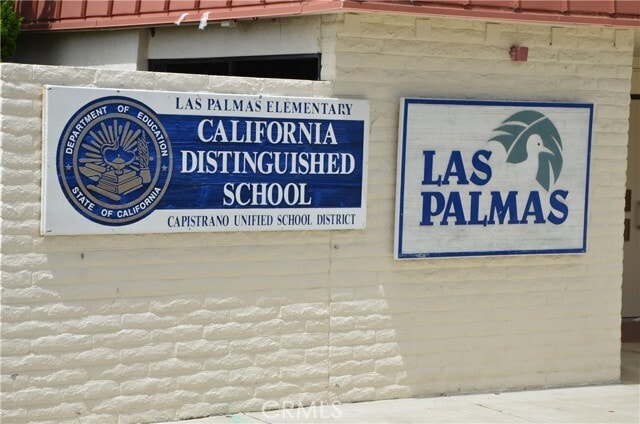 LAS PALMAS ELEMENTARY
CALIFORNIA
DISTINGUISHED
SCHOOL
CAPISTRANO UNIFIED SCHOOL DISTRICT
DEPARTMENT OF EDUCATION
STATE OF CALIFORNIA
LAS
PALMAS
CRMLS